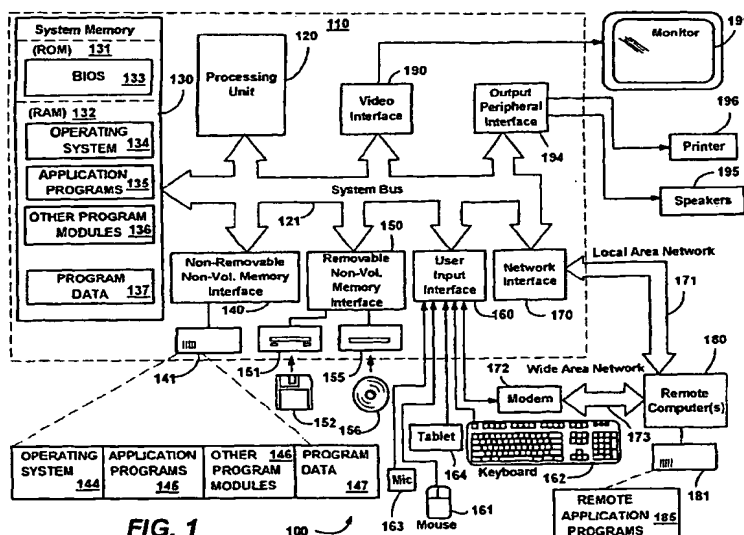 System Memory
(ROM) 131
BIOS 133
(RAM) 132
OPERATING
SYSTEM 134
APPLICATION
PROGRAMS 135
OTHER PROGRAM
MODULES 136
PROGRAM
DATA 137
130
120
110
Processing
Unit
190
Video
Interface
Output
Peripheral
Interface
194
Monitor
196
Printer
195
Speakers
System Bus
121
Non-Removable
Non-Vol. Memory
Interface
140
150
Removable
Non-Vol.
Memory
Interface
User
Input
Interface
160
Network
Interface
170
Local Area Network
171
141
151
152
155
156
Wide Area Network
172
Modem
173
180
Remote
Computer(s)
181
Tablet
164
Keyboard
162
Mic
163
Mouse
161
OPERATING
SYSTEM 144
APPLICATION
PROGRAMS 145
OTHER
PROGRAM
MODULES 146
PROGRAM
DATA 147
REMOTE
APPLICATION
PROGRAMS 185
FIG. 1
100